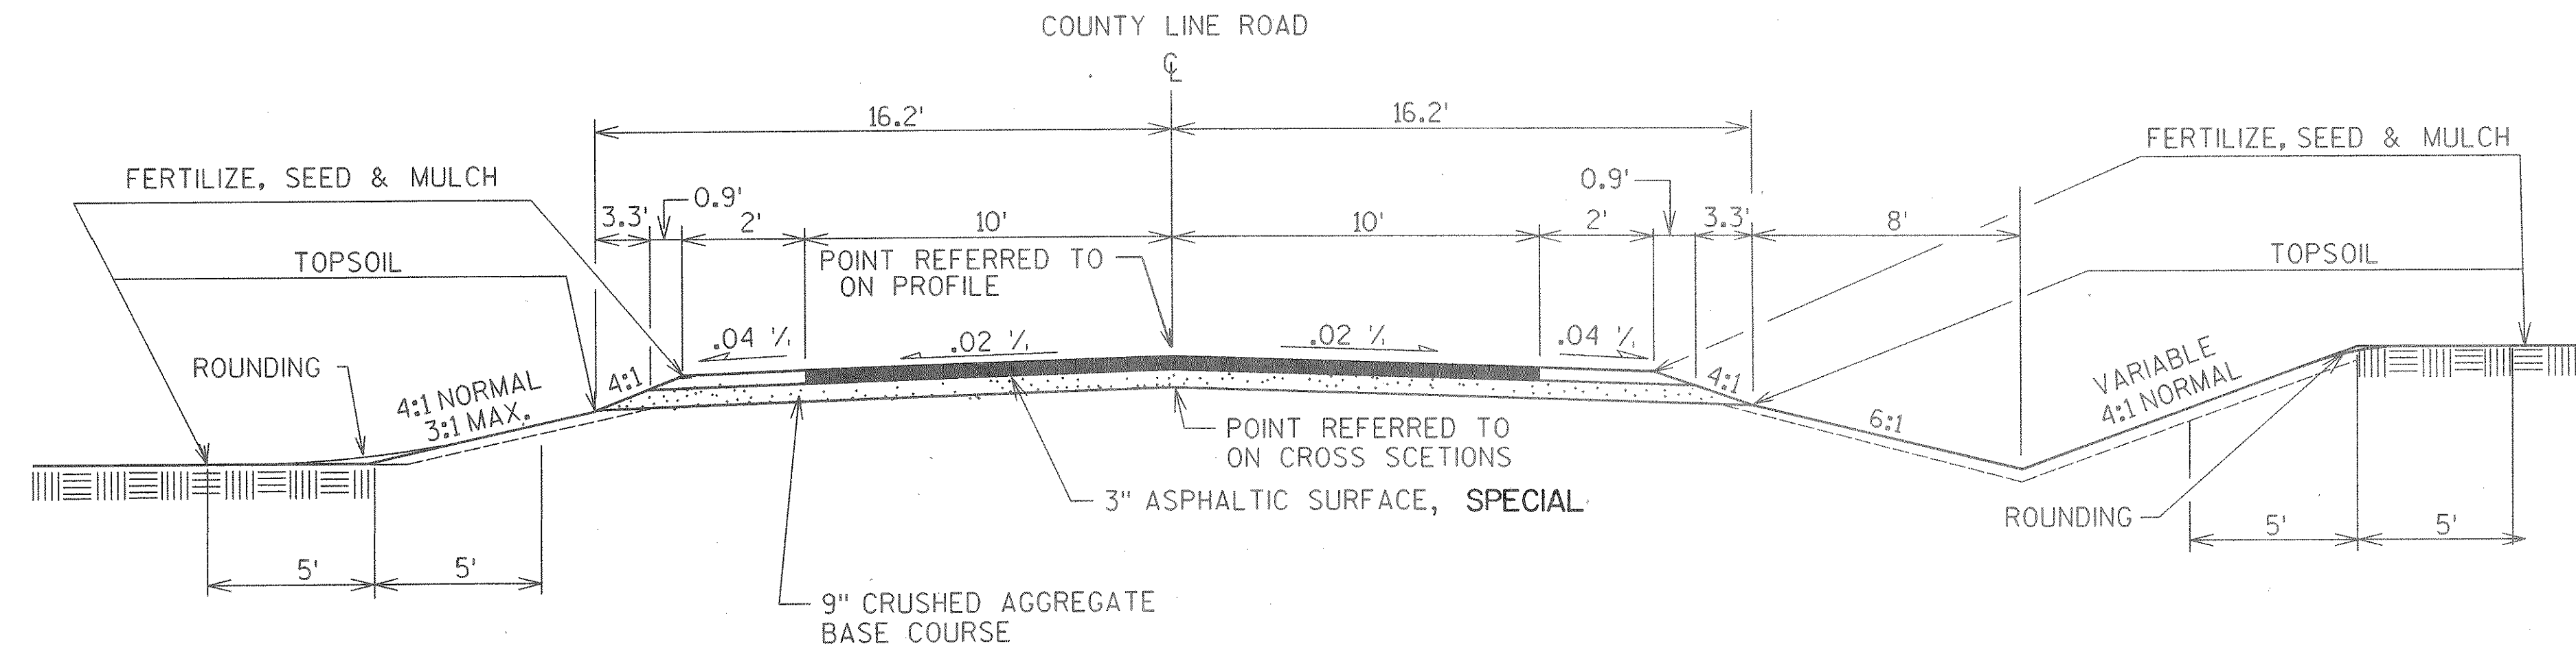 COUNTY LINE ROAD
℄
16.2'
16.2'
FERTILIZE, SEED & MULCH
FERTILIZE, SEED & MULCH
0.9'
0.9'
3.3'
2'
10'
10'
2'
3.3'
8'
TOPSOIL
POINT REFERRED TO
ON PROFILE
TOPSOIL
.04 '/,
.02 '/,
.02 '/,
.04 '/,
ROUNDING
4:1 NORMAL
3:1 MAX.
4:1
4:1
6:1
VARIABLE
4:1 NORMAL
POINT REFERRED TO
ON CROSS SCETIONS
3" ASPHALTIC SURFACE, SPECIAL
ROUNDING
5'
5'
5'
5'
9" CRUSHED AGGREGATE
BASE COURSE